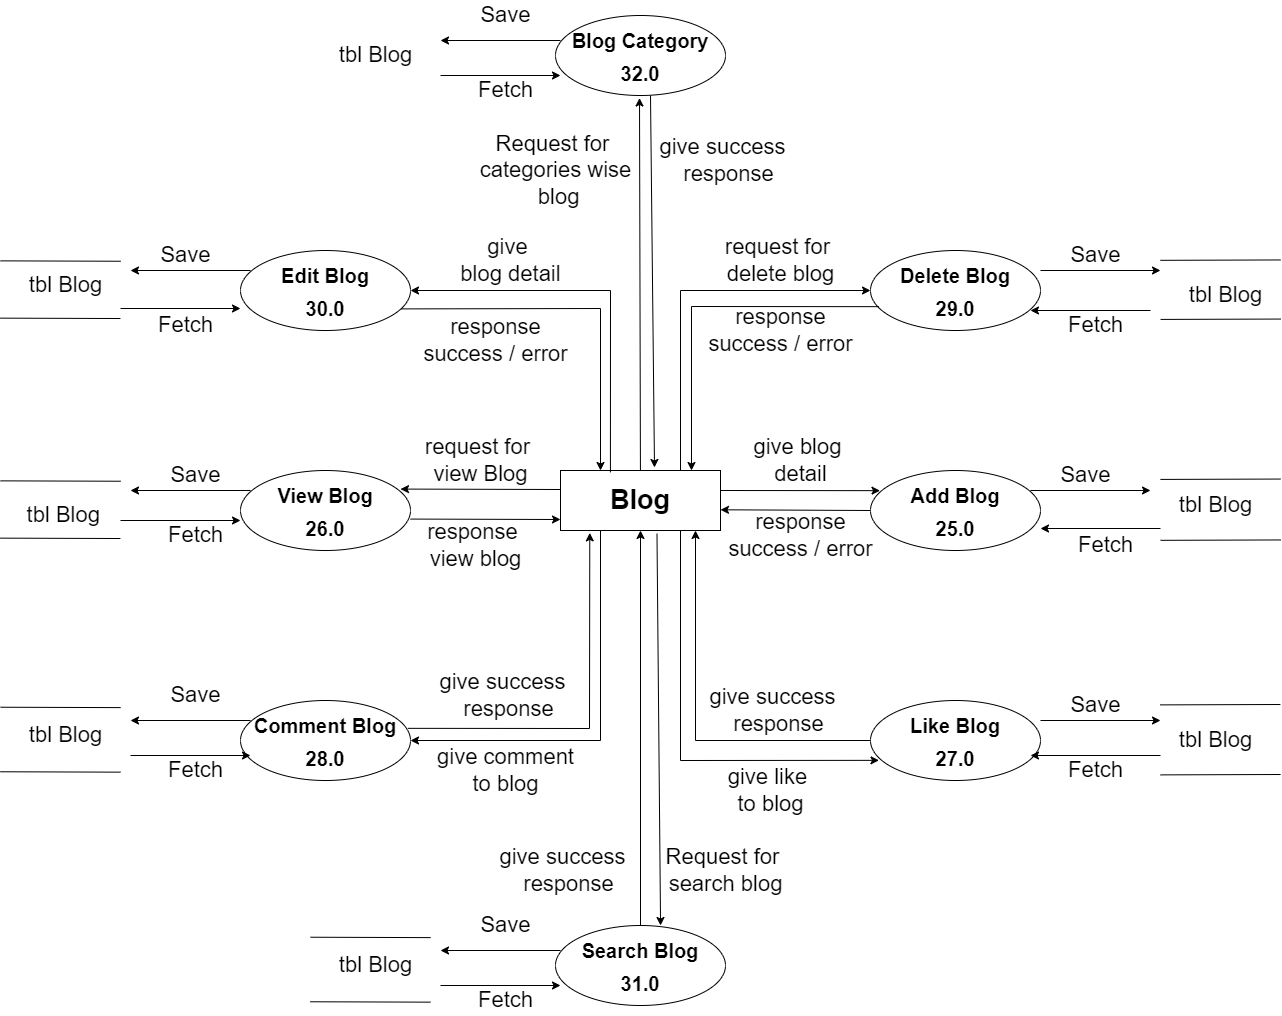 Save
tbl Blog
Fetch
Blog Category
32.0
Request for
categories wise
blog
give success
response
Save
tbl Blog
Fetch
Edit Blog
30.0
give
blog detail
response
success / error
request for
delete blog
response
success / error
Delete Blog
29.0
Save
Fetch
tbl Blog
Save
tbl Blog
Fetch
View Blog
26.0
request for
view Blog
response
view blog
Blog
give blog
detail
response
success / error
Add Blog
25.0
Save
Fetch
tbl Blog
Save
tbl Blog
Fetch
Comment Blog
28.0
give success
response
give comment
to blog
give success
response
give like
to blog
Like Blog
27.0
Save
Fetch
tbl Blog
give success
response
Request for
search blog
Save
tbl Blog
Fetch
Search Blog
31.0